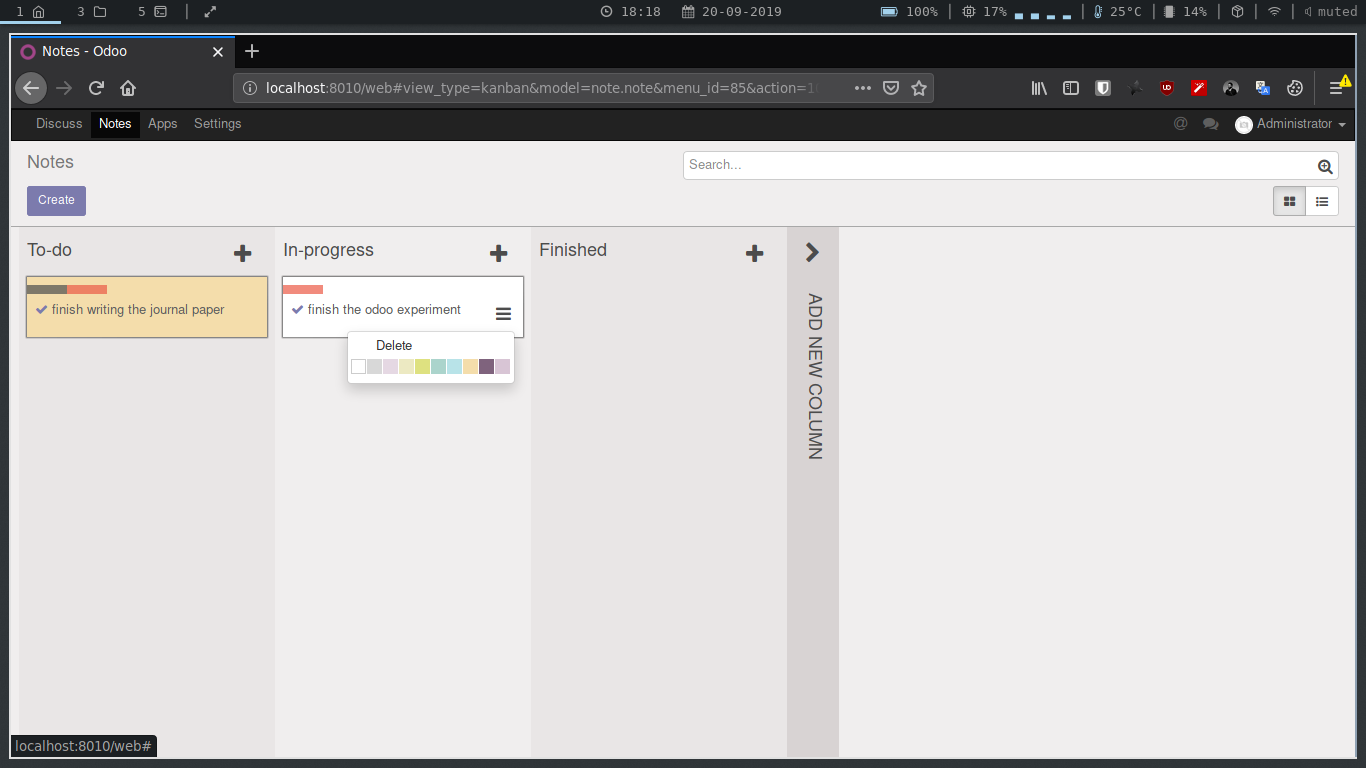 1 3 5 18:18 20-09-2019 100% 17% 25°C 14% muted
Notes - Odoo
localhost:8010/web#view_type=kanban&model=note.note&menu_id=85&action=1
Discuss Notes Apps Settings Administrator
Notes
Search...
Create
To-do In-progress Finished
finish writing the journal paper
finish the odoo experiment
Delete
ADD NEW COLUMN
localhost:8010/web#